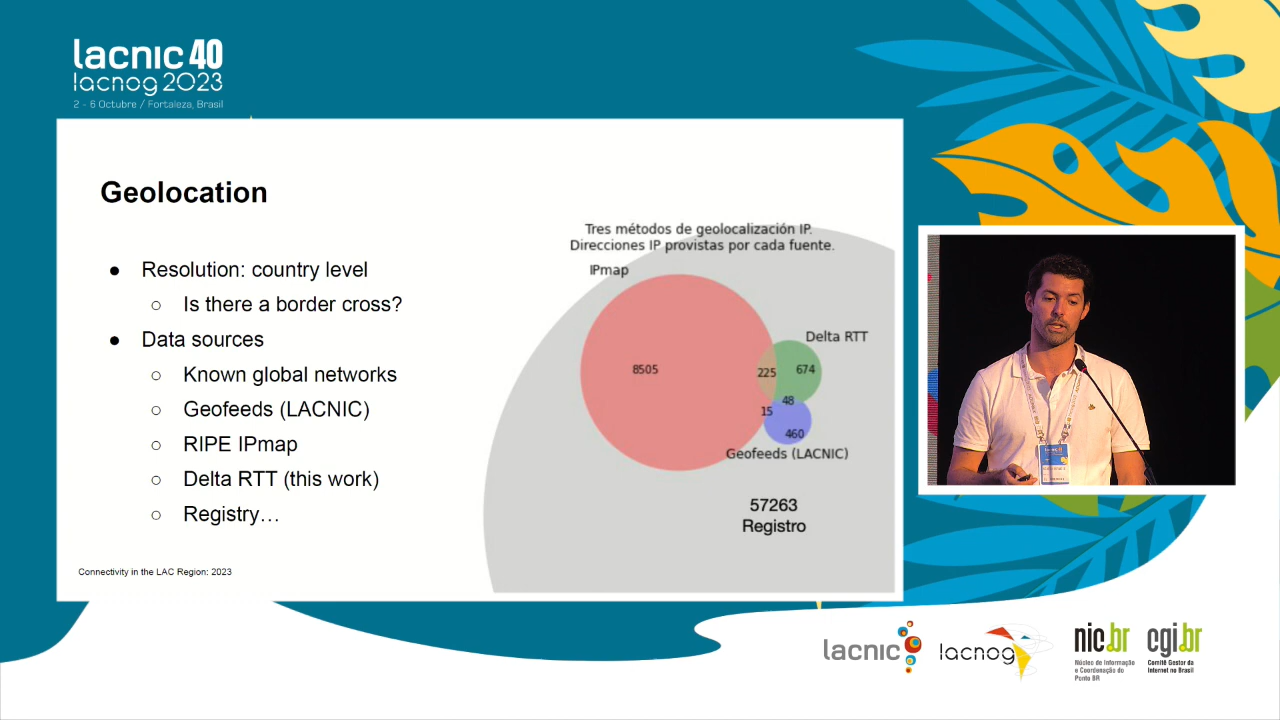 lacnic 40
lacnog 2023
2 - 6 Octubre / Fortaleza, Brasil
Geolocation
● Resolution: country level
○ Is there a border cross?
● Data sources
○ Known global networks
○ Geofeeds (LACNIC)
○ RIPE IPmap
○ Delta RTT (this work)
○ Registry…
Connectivity in the LAC Region: 2023
Tres métodos de geolocalización IP.
Direcciones IP provistas por cada fuente.
IPmap
Delta RTT
8505
225
674
48
15
460
Geofeeds (LACNIC)
57263
Registro
lacnic
lacnog
nic.br
Núcleo de Informação
e Coordenação do
Ponto BR
cgi.br
Comitê Gestor da
Internet no Brasil